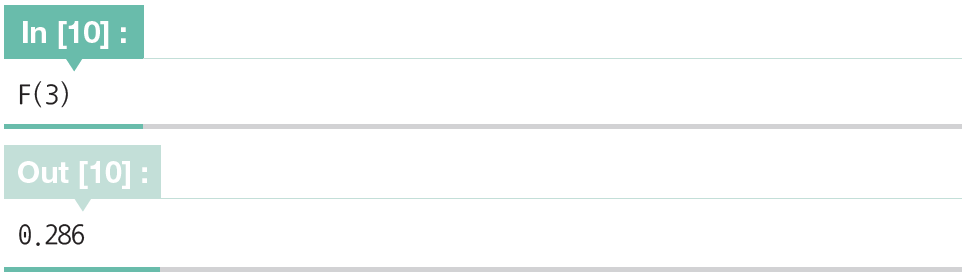 In [10] :
F(3)
Out [10] :
0.286